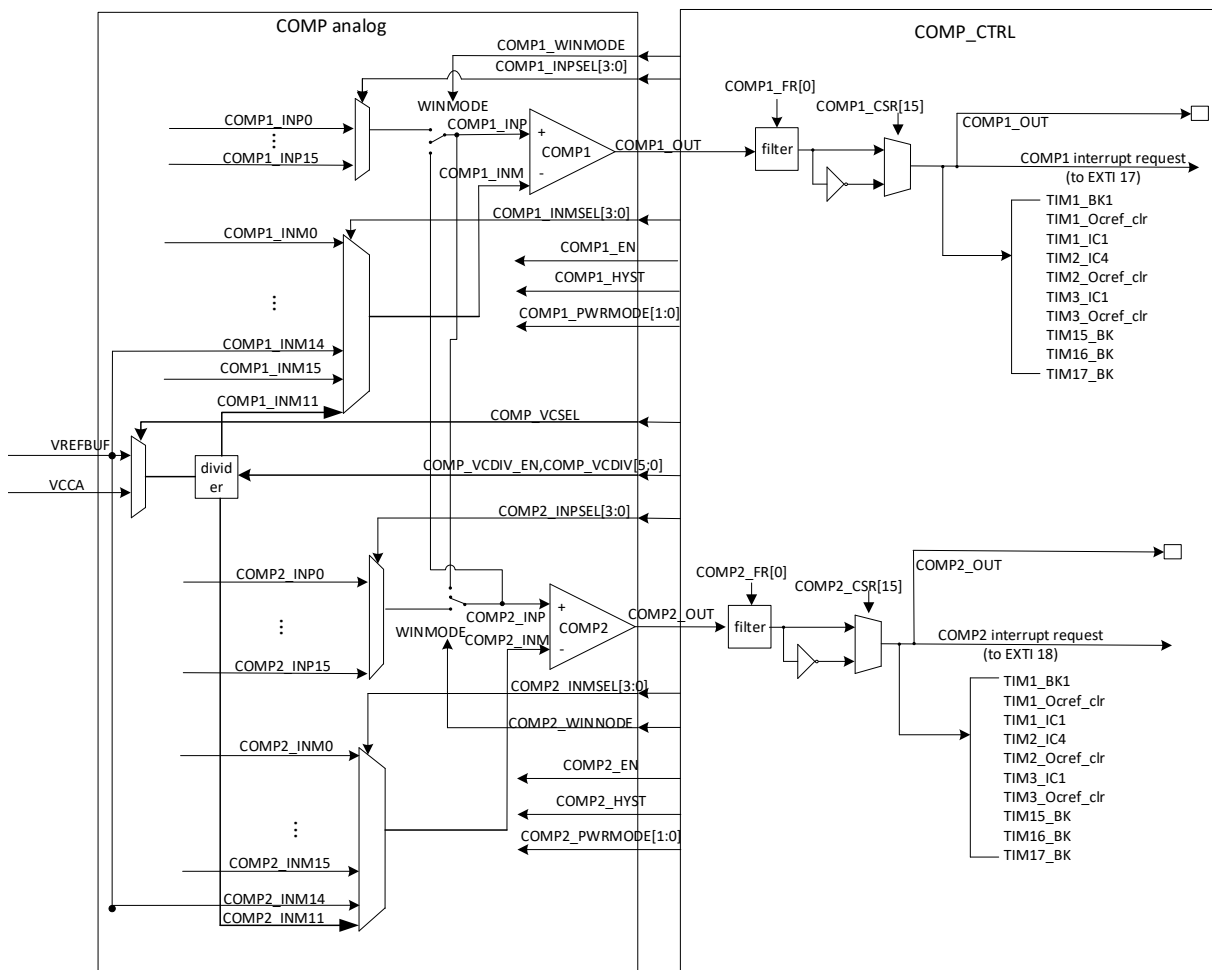 COMP analog
COMP_CTRL
COMP1_WINMODE
COMP1_INPSEL[3:0]
WINMODE
COMP1_INP0
COMP1_INP15
COMP1_INP
+
COMP1
-
COMP1_INM
COMP1_OUT
COMP1_FR[0]
filter
COMP1_CSR[15]
COMP1_OUT
COMP1 interrupt request
(to EXTI 17)
TIM1_BK1
TIM1_Ocref_clr
TIM1_IC1
TIM2_IC4
TIM2_Ocref_clr
TIM3_IC1
TIM3_Ocref_clr
TIM15_BK
TIM16_BK
TIM17_BK
COMP1_INMSEL[3:0]
COMP1_INM0
COMP1_EN
COMP1_HYST
COMP1_PWRMODE[1:0]
COMP1_INM14
COMP1_INM15
COMP1_INM11
COMP_VCSEL
VREFBUF
VCCA
divid
er
COMP_VCDIV_EN,COMP_VCDIV[5:0]
COMP2_INPSEL[3:0]
COMP2_INP0
COMP2_INP15
WINMODE
COMP2_INP
COMP2_INM
+
COMP2
-
COMP2_OUT
COMP2_FR[0]
filter
COMP2_CSR[15]
COMP2_OUT
COMP2 interrupt request
(to EXTI 18)
TIM1_BK1
TIM1_Ocref_clr
TIM1_IC1
TIM2_IC4
TIM2_Ocref_clr
TIM3_IC1
TIM3_Ocref_clr
TIM15_BK
TIM16_BK
TIM17_BK
COMP2_INMSEL[3:0]
COMP2_WINNODE
COMP2_INM0
COMP2_EN
COMP2_HYST
COMP2_PWRMODE[1:0]
COMP2_INM15
COMP2_INM14
COMP2_INM11